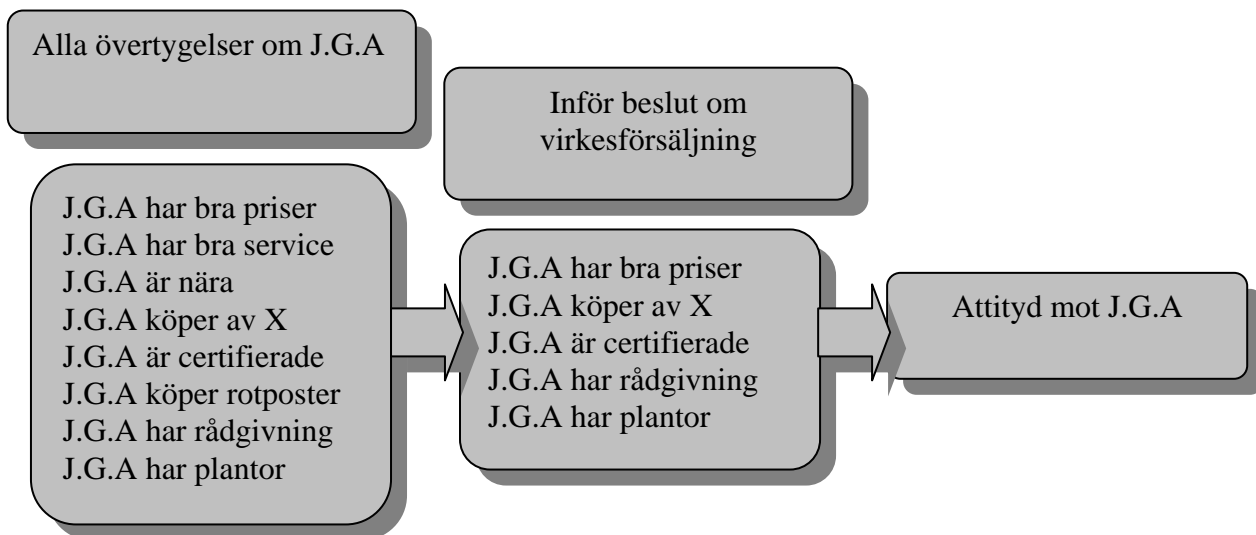 Alla övertygelser om J.G.A
J.G.A har bra priser
J.G.A har bra service
J.G.A är nära
J.G.A köper av X
J.G.A är certifierade
J.G.A köper rotposter
J.G.A har rådgivning
J.G.A har plantor
Inför beslut om
virkesförsäljning
J.G.A har bra priser
J.G.A köper av X
J.G.A är certifierade
J.G.A har rådgivning
J.G.A har plantor
Attityd mot J.G.A